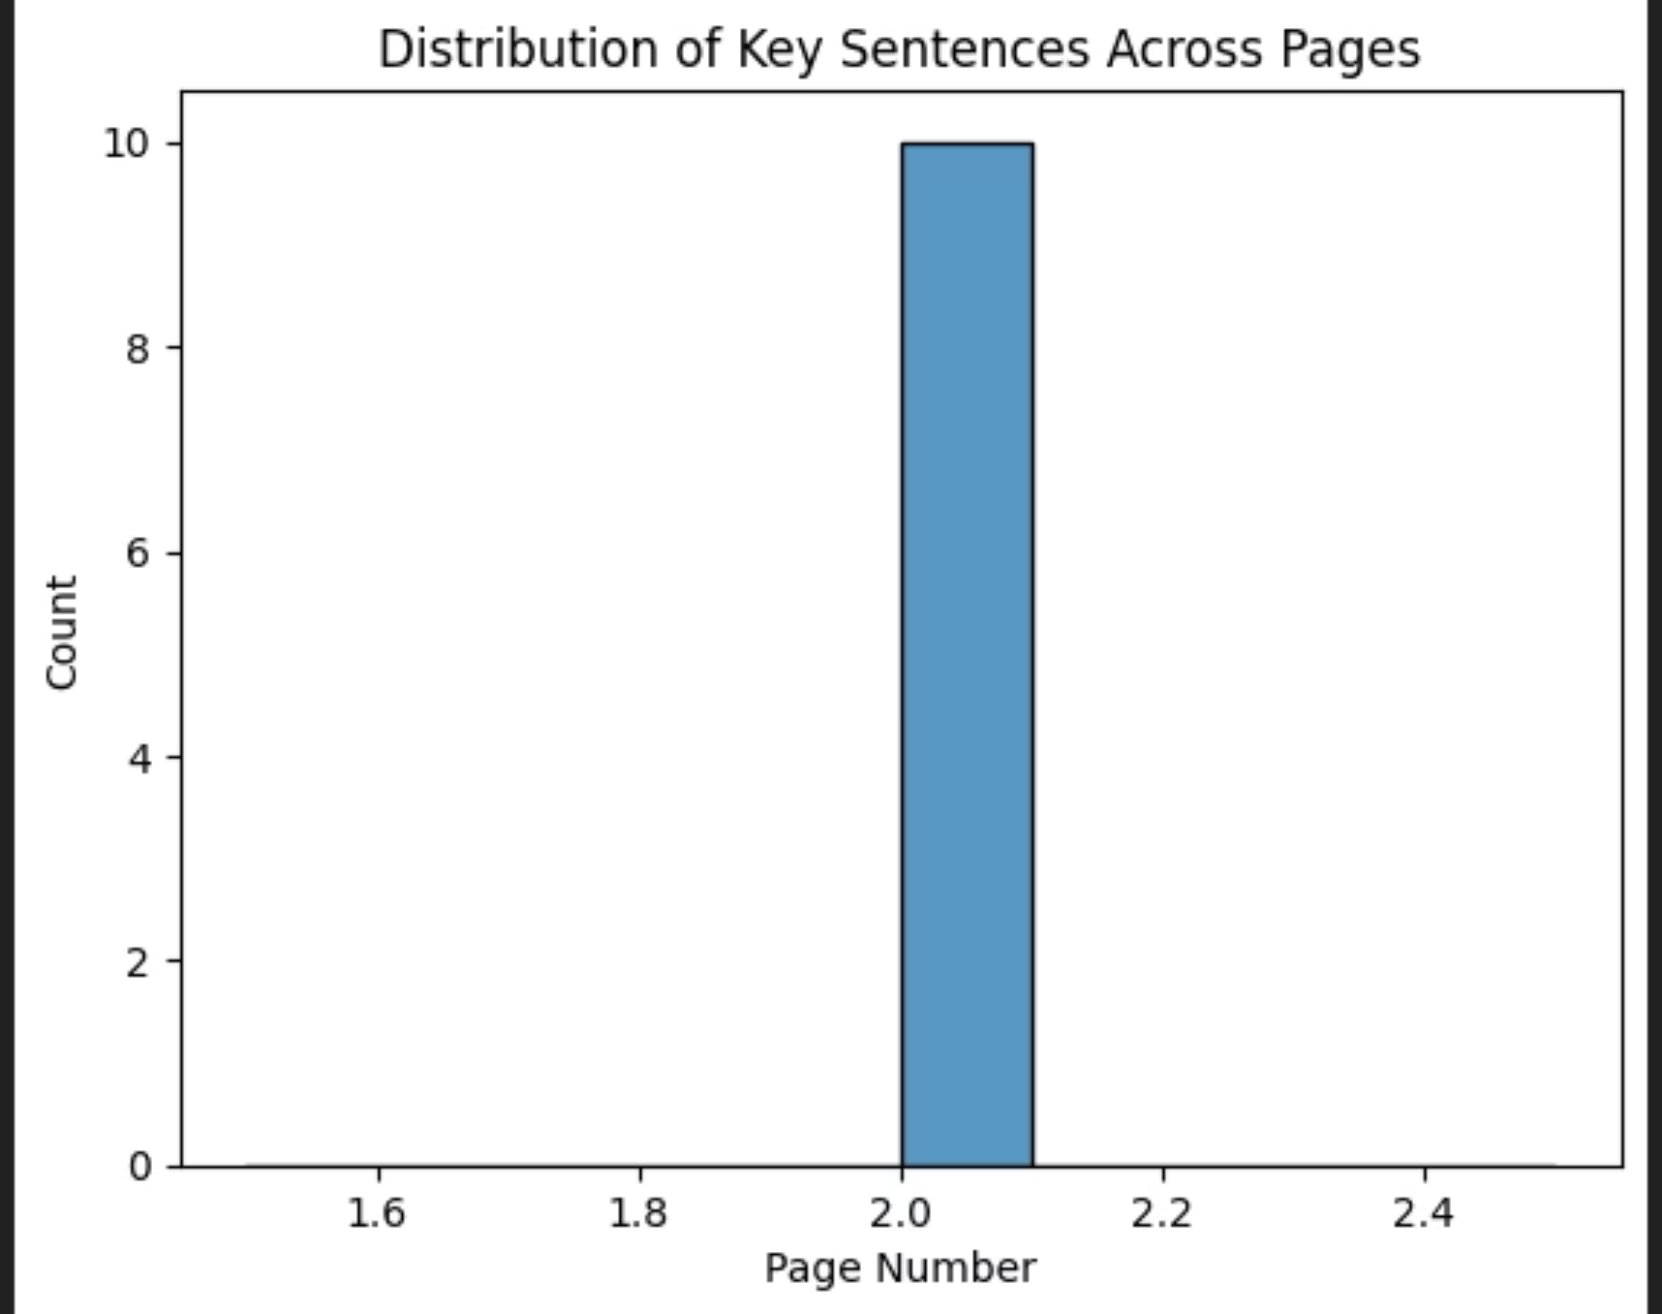 Distribution of Key Sentences Across Pages
10
8
6
4
2
0
Count
1.6 1.8 2.0 2.2 2.4
Page Number